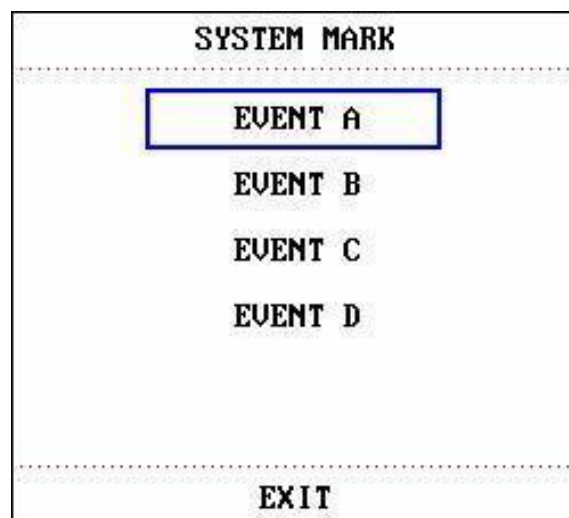 SYSTEM MARK
EVENT A
EVENT B
EVENT C
EVENT D
EXIT